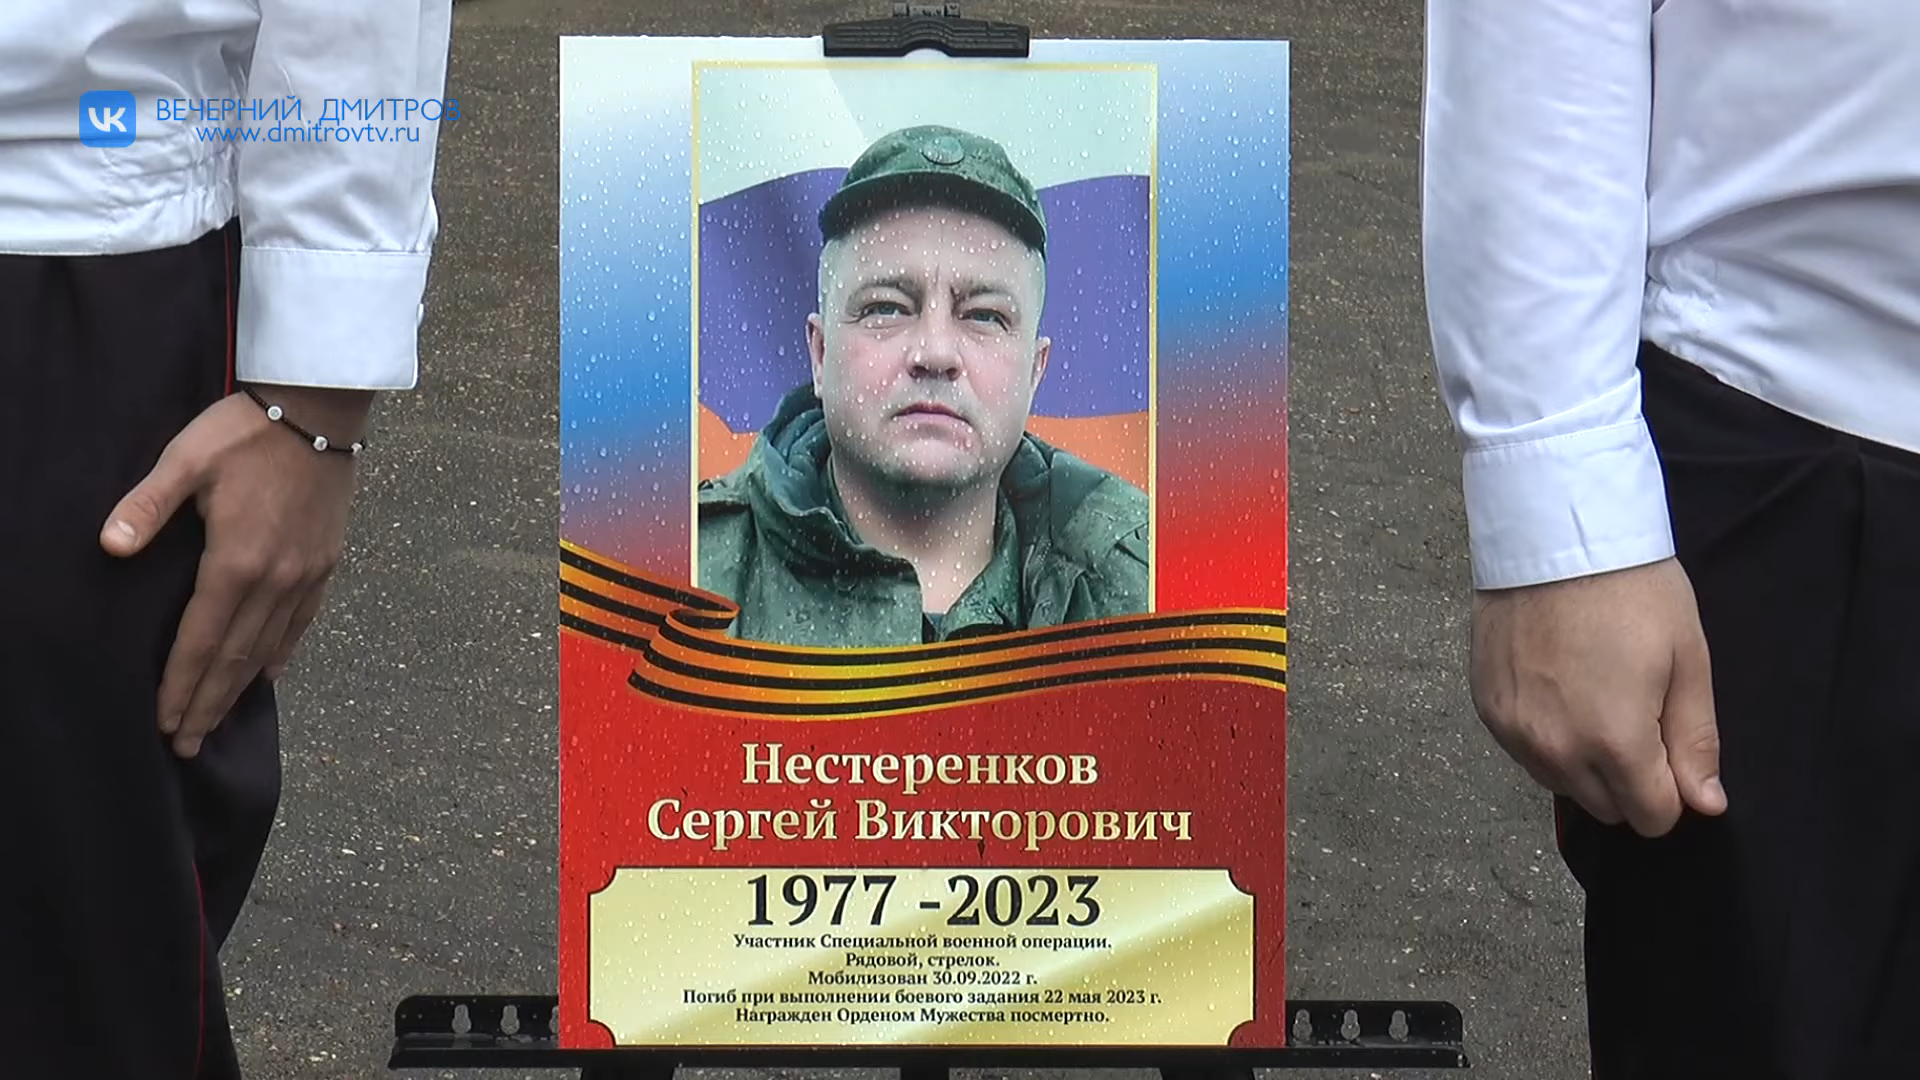 ВЕЧЕРНИЙ ДМИТРОВ
www.dmitrovtv.ru
Нестеренков
Сергей Викторович
1977 -2023
Участник Специальной военной операции.
Рядовой, стрелок.
Мобилизован 30.09.2022 г.
Погиб при выполнении боевого задания 22 мая 2023 г.
Награжден Орденом Мужества посмертно.